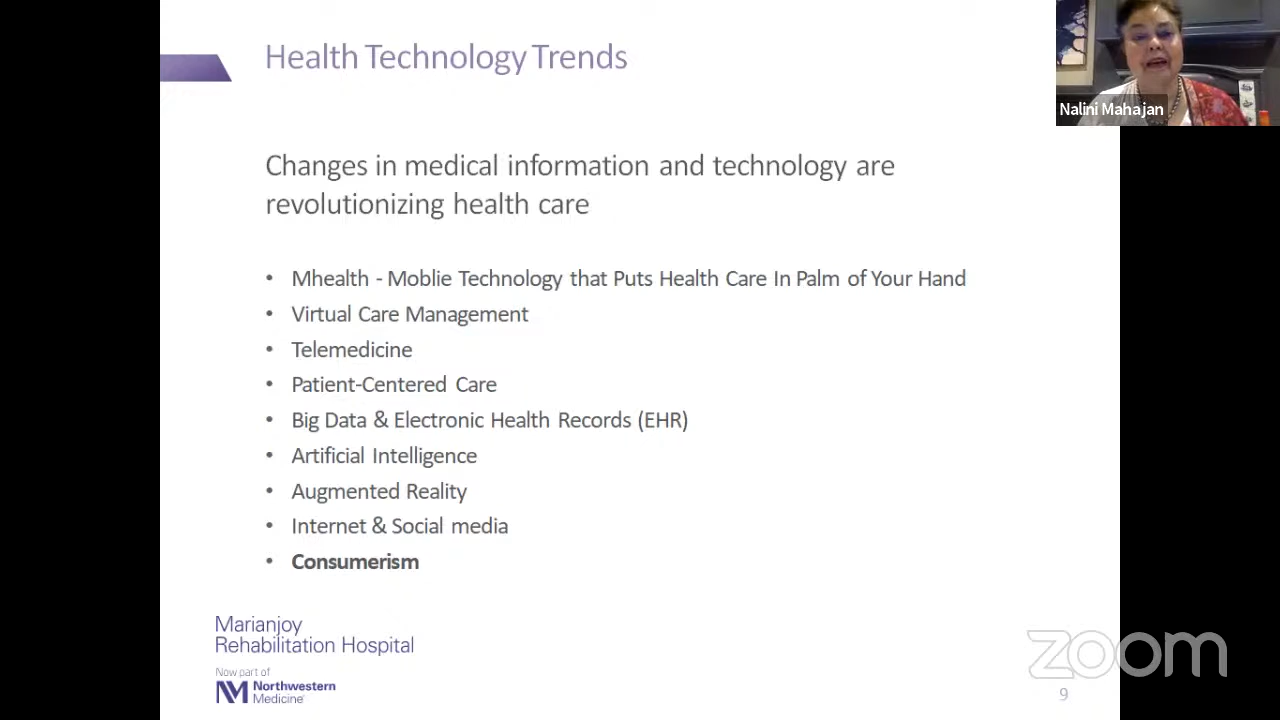 Health Technology Trends
Nalini Mahajan
Changes in medical information and technology are
revolutionizing health care
• Mhealth - Moblie Technology that Puts Health Care In Palm of Your Hand
• Virtual Care Management
• Telemedicine
• Patient-Centered Care
• Big Data & Electronic Health Records (EHR)
• Artificial Intelligence
• Augmented Reality
• Internet & Social media
• Consumerism
Marianjoy
Rehabilitation Hospital
Now part of
Northwestern
Medicine
zoom
9